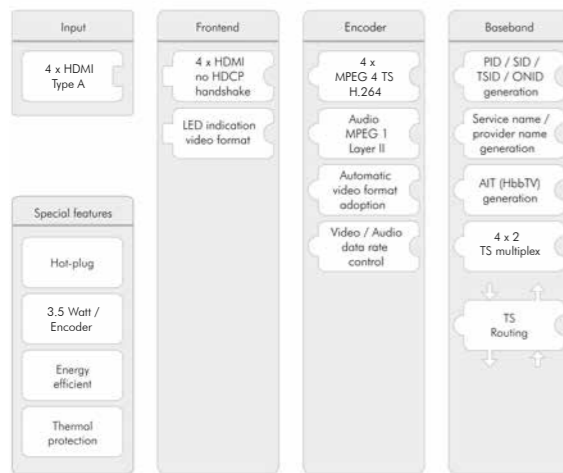 Input
4 x HDMI
Type A
Special features
Hot-plug
3.5 Watt /
Encoder
Energy
efficient
Thermal
protection
Frontend
4 x HDMI
no HDCP
handshake
LED indication
video format
Encoder
4 x
MPEG 4 TS
H.264
Audio
MPEG 1
Layer II
Automatic
video format
adoption
Video / Audio
data rate
control
Baseband
PID / SID /
TSID / ONID
generation
Service name /
provider name
generation
AIT (HbbTV)
generation
4 x 2
TS multiplex
TS
Routing